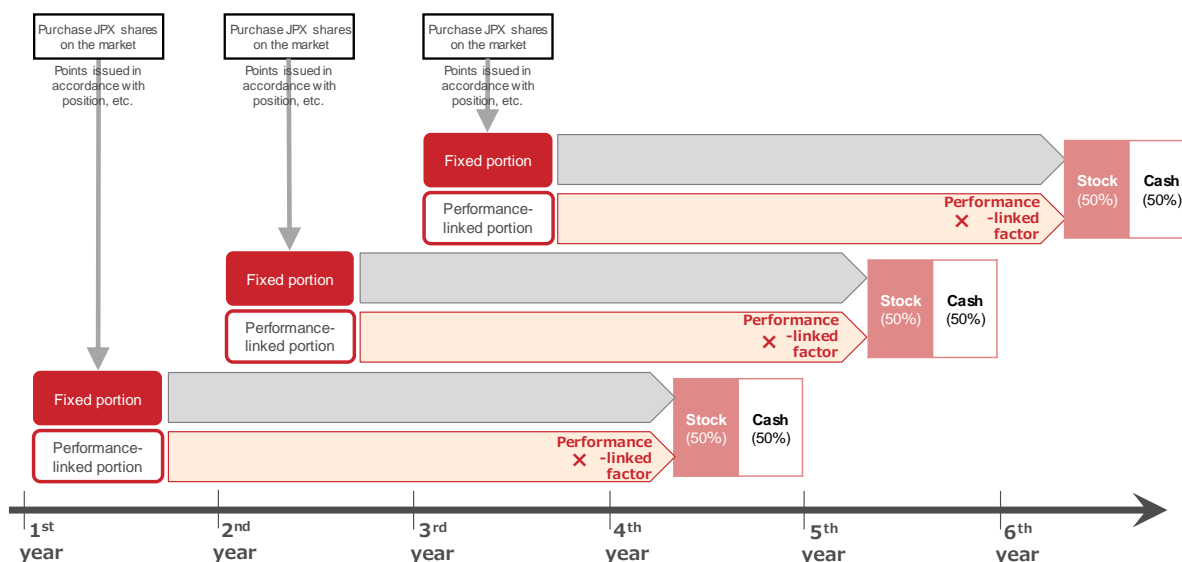 Purchase JPX shares
on the market
Purchase JPX shares
on the market
Purchase JPX shares
on the market
Points issued in
accordance with
position, etc.
Points issued in
accordance with
position, etc.
Points issued in
accordance with
position, etc.
Fixed portion
Performance-
linked portion
Performance
× -linked
factor
Stock
(50%)
Cash
(50%)
Fixed portion
Performance-
linked portion
Performance
× -linked
factor
Stock
(50%)
Cash
(50%)
Fixed portion
Performance-
linked portion
Performance
× -linked
factor
Stock
(50%)
Cash
(50%)
1st
year
2nd
year
3rd
year
4th
year
5th
year
6th
year